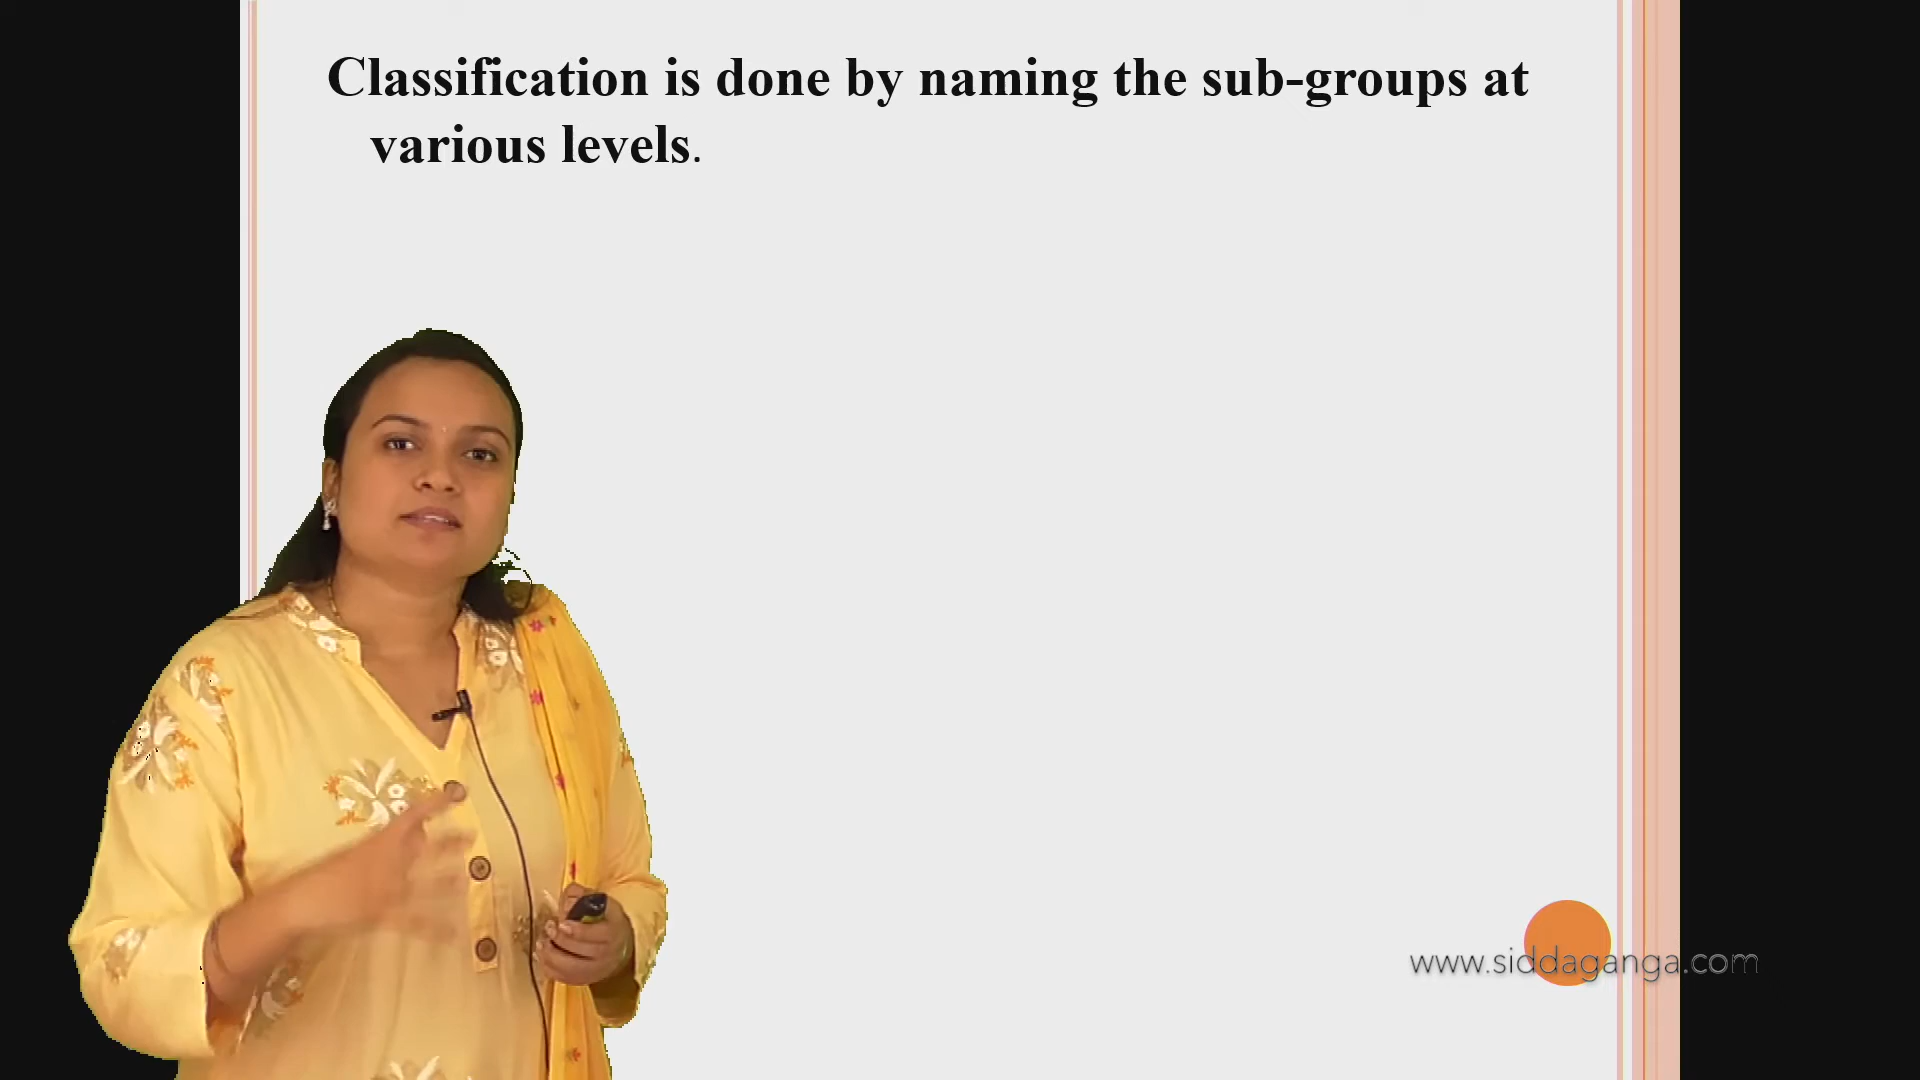 Classification is done by naming the sub-groups at
various levels.
www.siddaganga.com